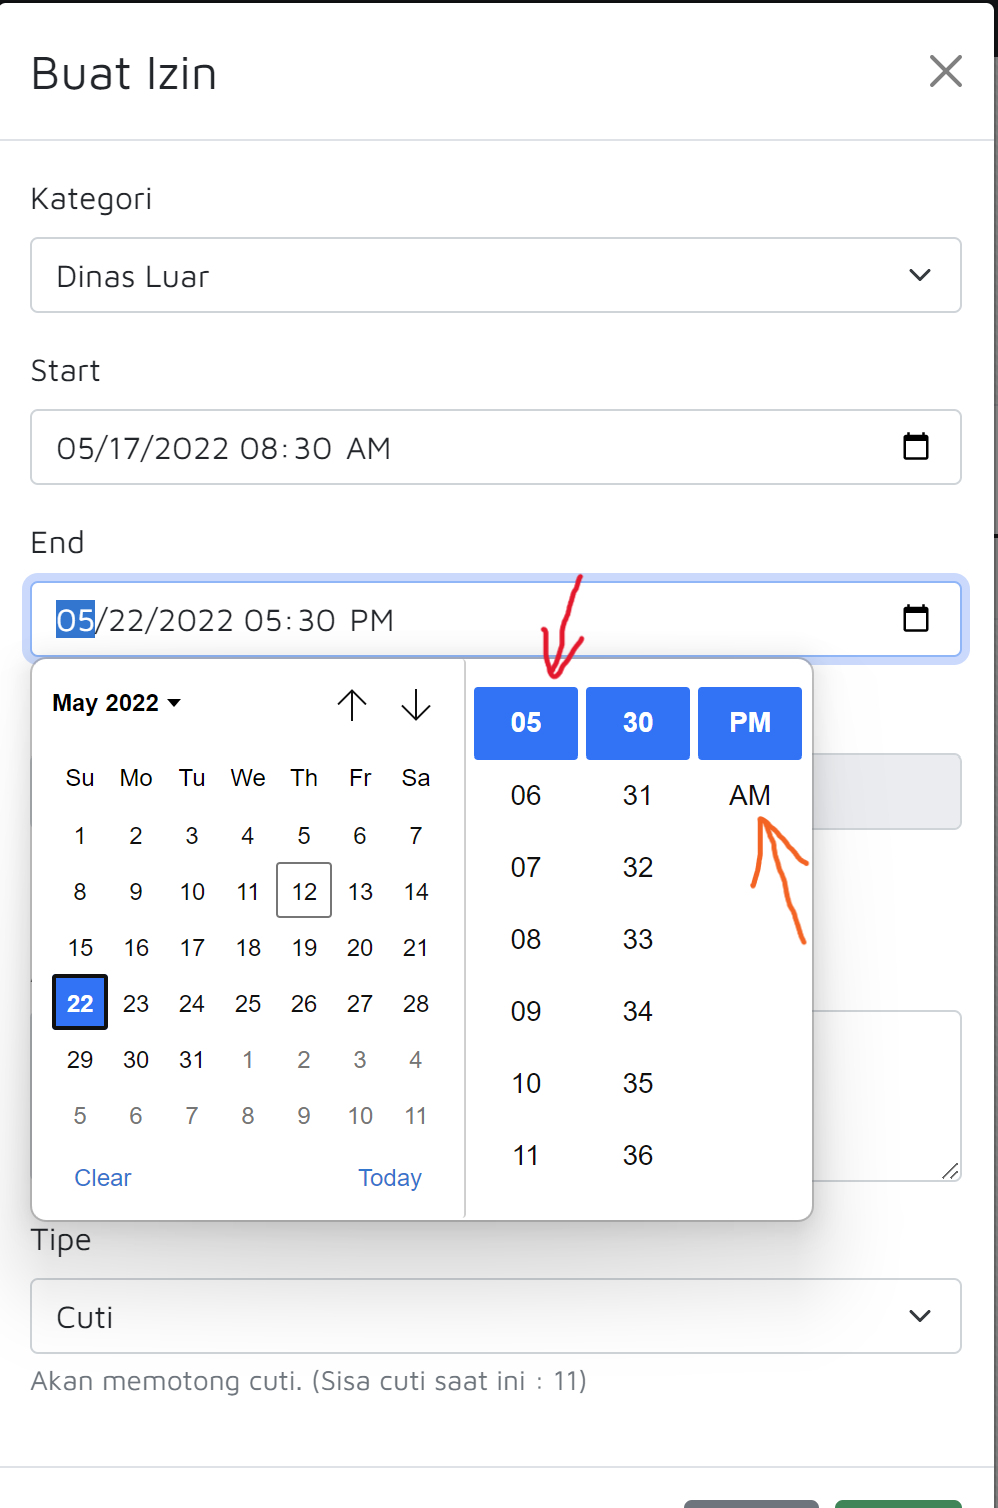 Buat Izin
Kategori
Dinas Luar
Start
05/17/2022 08:30 AM
End
05/22/2022 05:30 PM
May 2022
Su Mo Tu We Th Fr Sa
1 2 3 4 5 6 7
8 9 10 11 12 13 14
15 16 17 18 19 20 21
22 23 24 25 26 27 28
29 30 31 1 2 3 4
5 6 7 8 9 10 11
Clear Today
05 30 PM
06 31 AM
07 32
08 33
09 34
10 35
11 36
Tipe
Cuti
Akan memotong cuti. (Sisa cuti saat ini : 11)